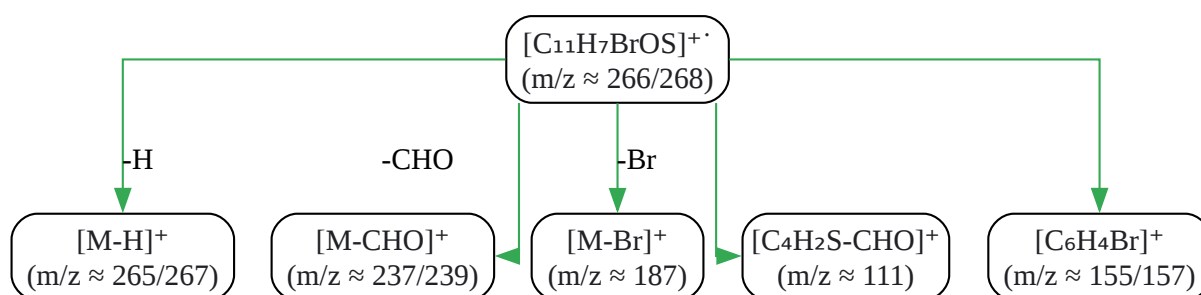 [C₁₁H₇BrOS]⁺˙
(m/z ≈ 266/268)
-H
-CHO
-Br
[M-H]⁺
(m/z ≈ 265/267)
[M-CHO]⁺
(m/z ≈ 237/239)
[M-Br]⁺
(m/z ≈ 187)
[C₄H₂S-CHO]⁺
(m/z ≈ 111)
[C₆H₄Br]⁺
(m/z ≈ 155/157)